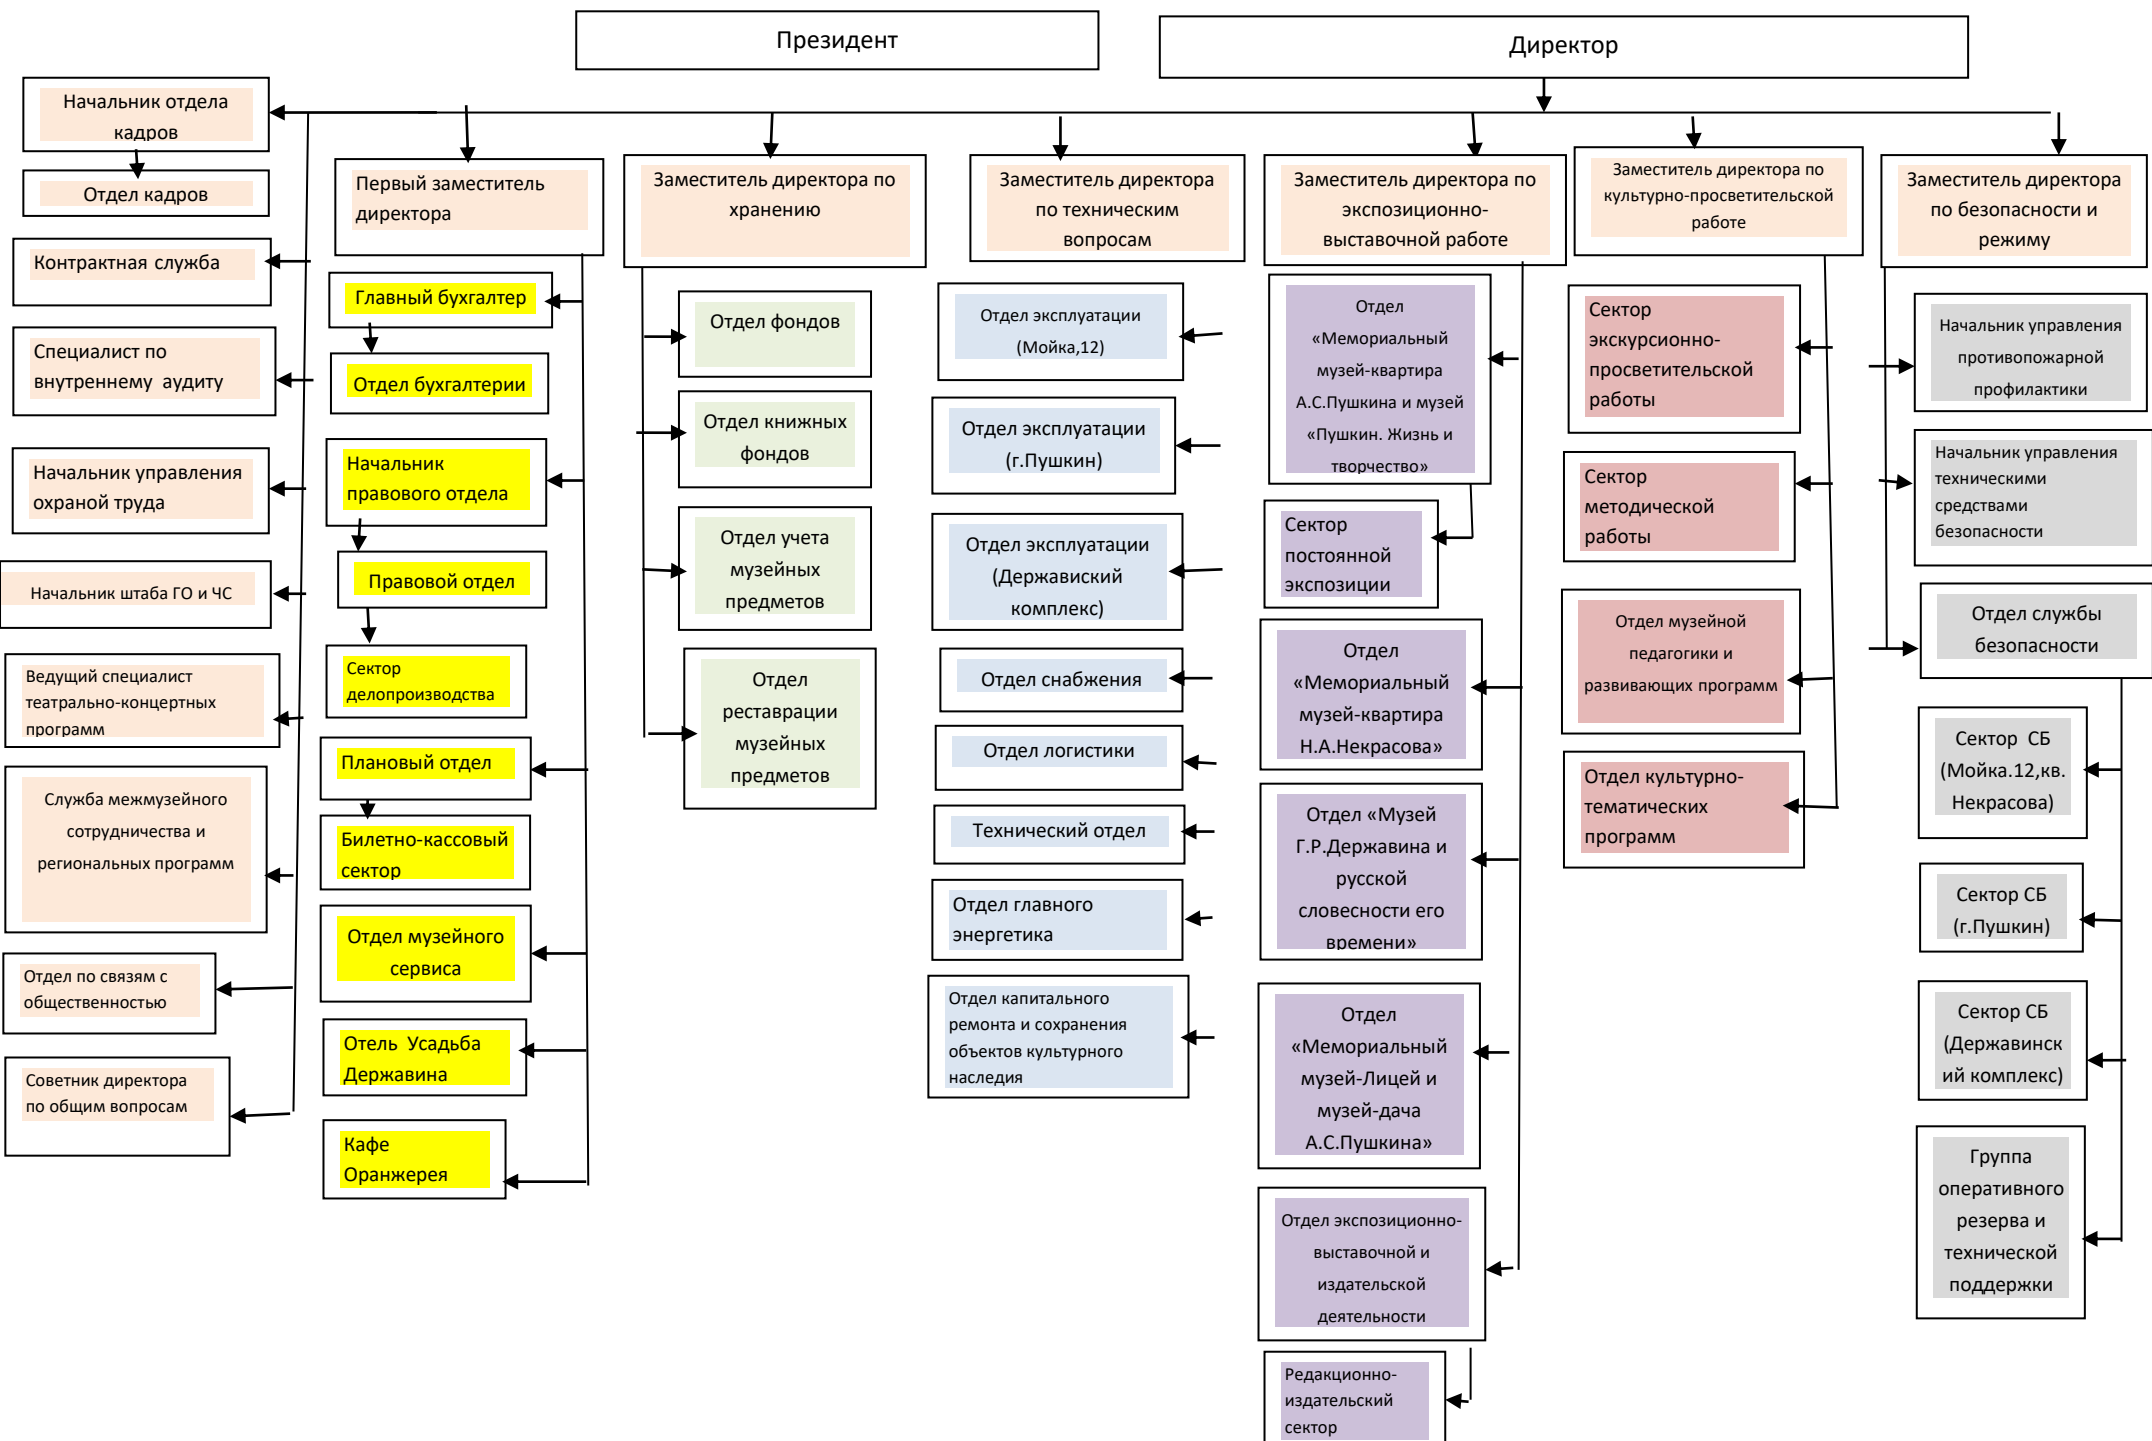 Президент
Директор
Начальник отдела
кадров
Отдел кадров
Контрактная служба
Специалист по
внутреннему аудиту
Начальник управления
охраной труда
Начальник штаба ГО и ЧС
Ведущий специалист
театрально-концертных
программ
Служба межмузейного
сотрудничества и
региональных программ
Отдел по связям с
общественностью
Советник директора
по общим вопросам
Первый заместитель
директора
Главный бухгалтер
Отдел бухгалтерии
Начальник
правового отдела
Правовой отдел
Сектор
делопроизводства
Плановый отдел
Билетно-кассовый
сектор
Отдел музейного
сервиса
Отель Усадьба
Державина
Кафе
Оранжерея
Заместитель директора по
хранению
Отдел фондов
Отдел книжных
фондов
Отдел учета
музейных
предметов
Отдел
реставрации
музейных
предметов
Заместитель директора
по техническим
вопросам
Отдел эксплуатации
(Мойка,12)
Отдел эксплуатации
(г.Пушкин)
Отдел эксплуатации
(Державиский
комплекс)
Отдел снабжения
Отдел логистики
Технический отдел
Отдел главного
энергетика
Отдел капитального
ремонта и сохранения
объектов культурного
наследия
Заместитель директора по
экспозиционно-
выставочной работе
Отдел
«Мемориальный
музей-квартира
А.С.Пушкина и музей
«Пушкин. Жизнь и
творчество»
Сектор
постоянной
экспозиции
Отдел
«Мемориальный
музей-квартира
Н.А.Некрасова»
Отдел «Музей
Г.Р.Державина и
русской
словесности его
времени»
Отдел
«Мемориальный
музей-Лицей и
музей-дача
А.С.Пушкина»
Отдел экспозиционно-
выставочной и
издательской
деятельности
Редакционно-
издательский
сектор
Заместитель директора по
культурно-просветительской
работе
Сектор
экскурсионно-
просветительской
работы
Сектор
методической
работы
Отдел музейной
педагогики и
развивающих программ
Отдел культурно-
тематических
программ
Заместитель директора
по безопасности и
режиму
Начальник управления
противопожарной
профилактики
Начальник управления
техническими
средствами
безопасности
Отдел службы
безопасности
Сектор СБ
(Мойка.12,кв.
Некрасова)
Сектор СБ
(г.Пушкин)
Сектор СБ
(Державинск
ий комплекс)
Группа
оперативного
резерва и
технической
поддержки